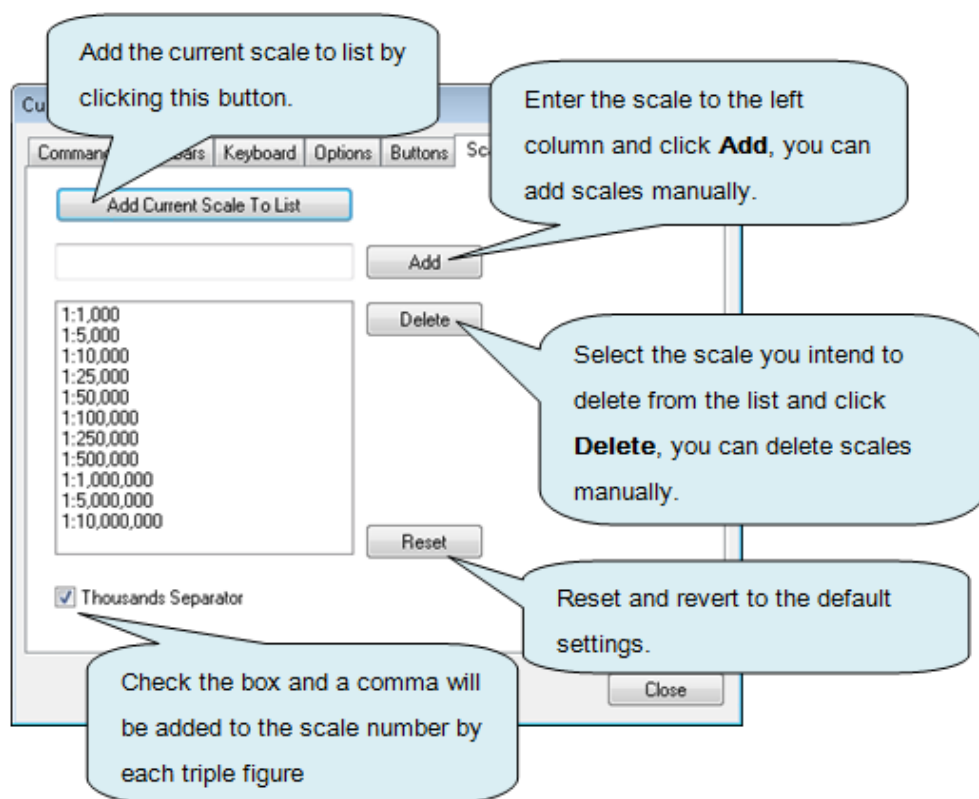 Add the current scale to list by
clicking this button.
Enter the scale to the left
column and click Add, you can
add scales manually.
Cu
Comman
ars
Keyboard
Options
Buttons
Sc
Add Current Scale To List
Add
1:1,000
1:5,000
1:10,000
1:25,000
1:50,000
1:100,000
1:250,000
1:500,000
1:1,000,000
1:5,000,000
1:10,000,000
Delete
Select the scale you intend to
delete from the list and click
Delete, you can delete scales
manually.
Reset
Reset and revert to the default
settings.
Thousands Separator
Check the box and a comma will
be added to the scale number by
each triple figure
Close